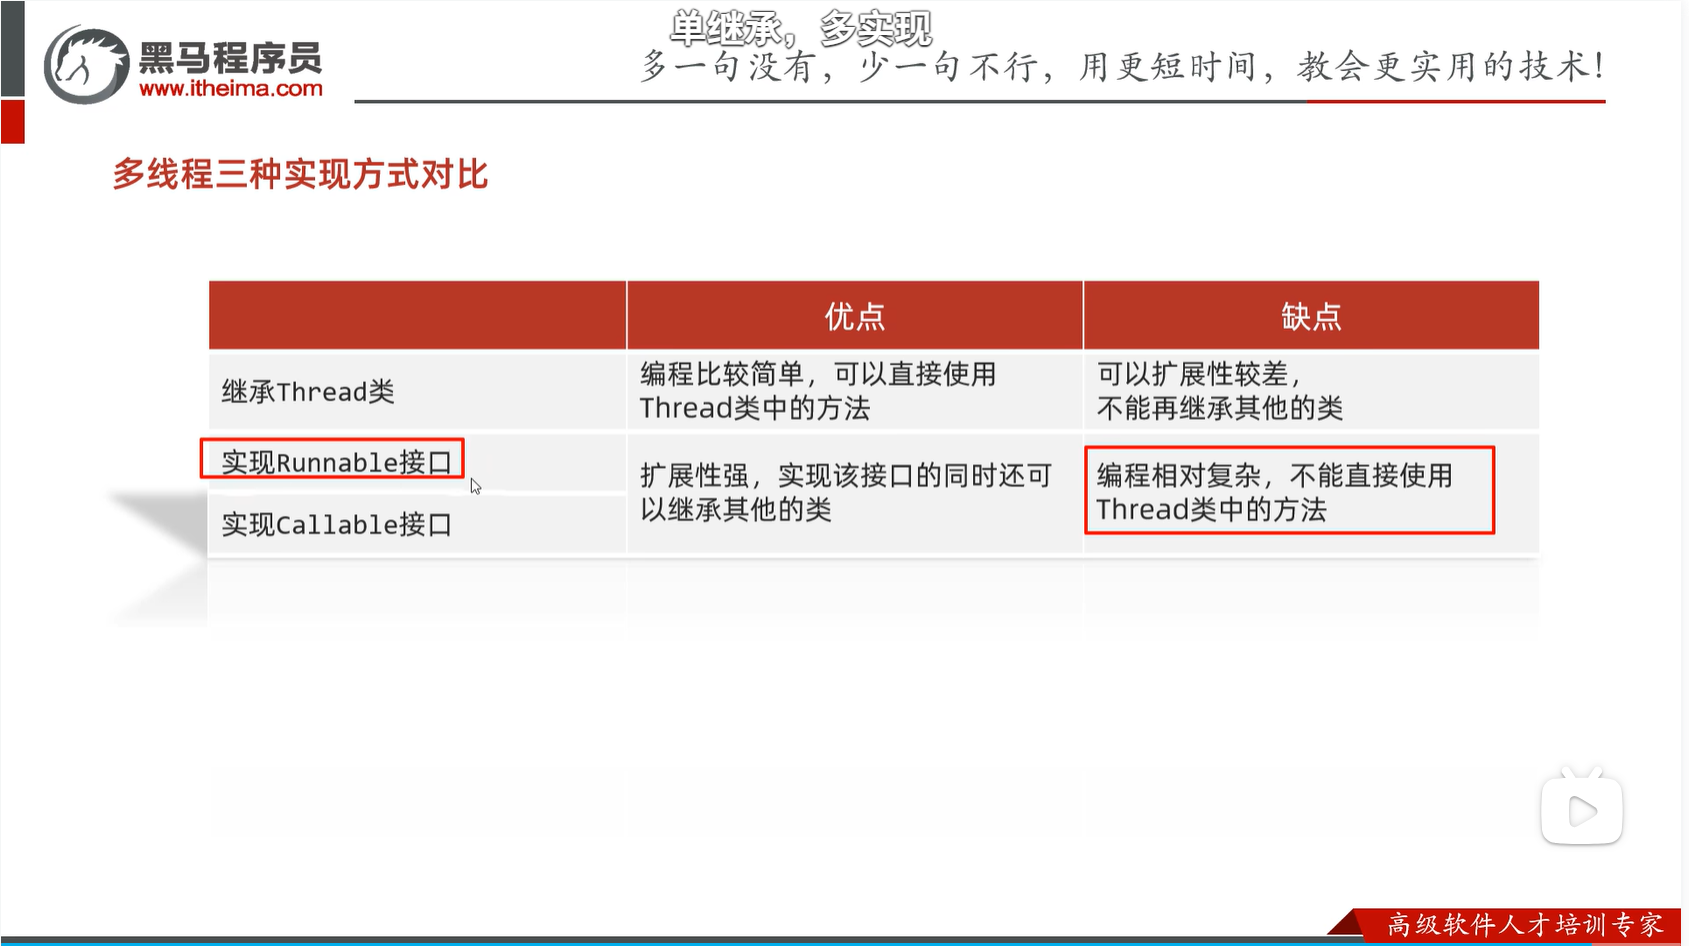 单继承，多实现
黑马程序员
www.itheima.com
多一句没有，少一句不行，用更短时间，教会更实用的技术！
多线程三种实现方式对比
优点
缺点
继承Thread类
编程比较简单，可以直接使用
Thread类中的方法
可以扩展性较差，
不能再继承其他的类
实现Runnable接口
实现Callable接口
扩展性强，实现该接口的同时还可
以继承其他的类
编程相对复杂，不能直接使用
Thread类中的方法
高级软件人才培训专家